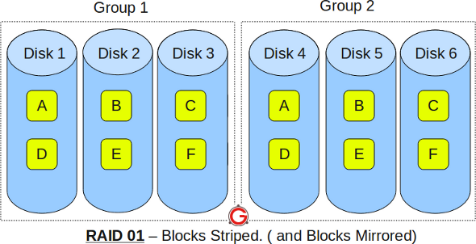 Group 1 Group 2
Disk 1 Disk 2 Disk 3 Disk 4 Disk 5 Disk 6
A B C A B C
D E F D E F
G
RAID 01 – Blocks Striped. ( and Blocks Mirrored)